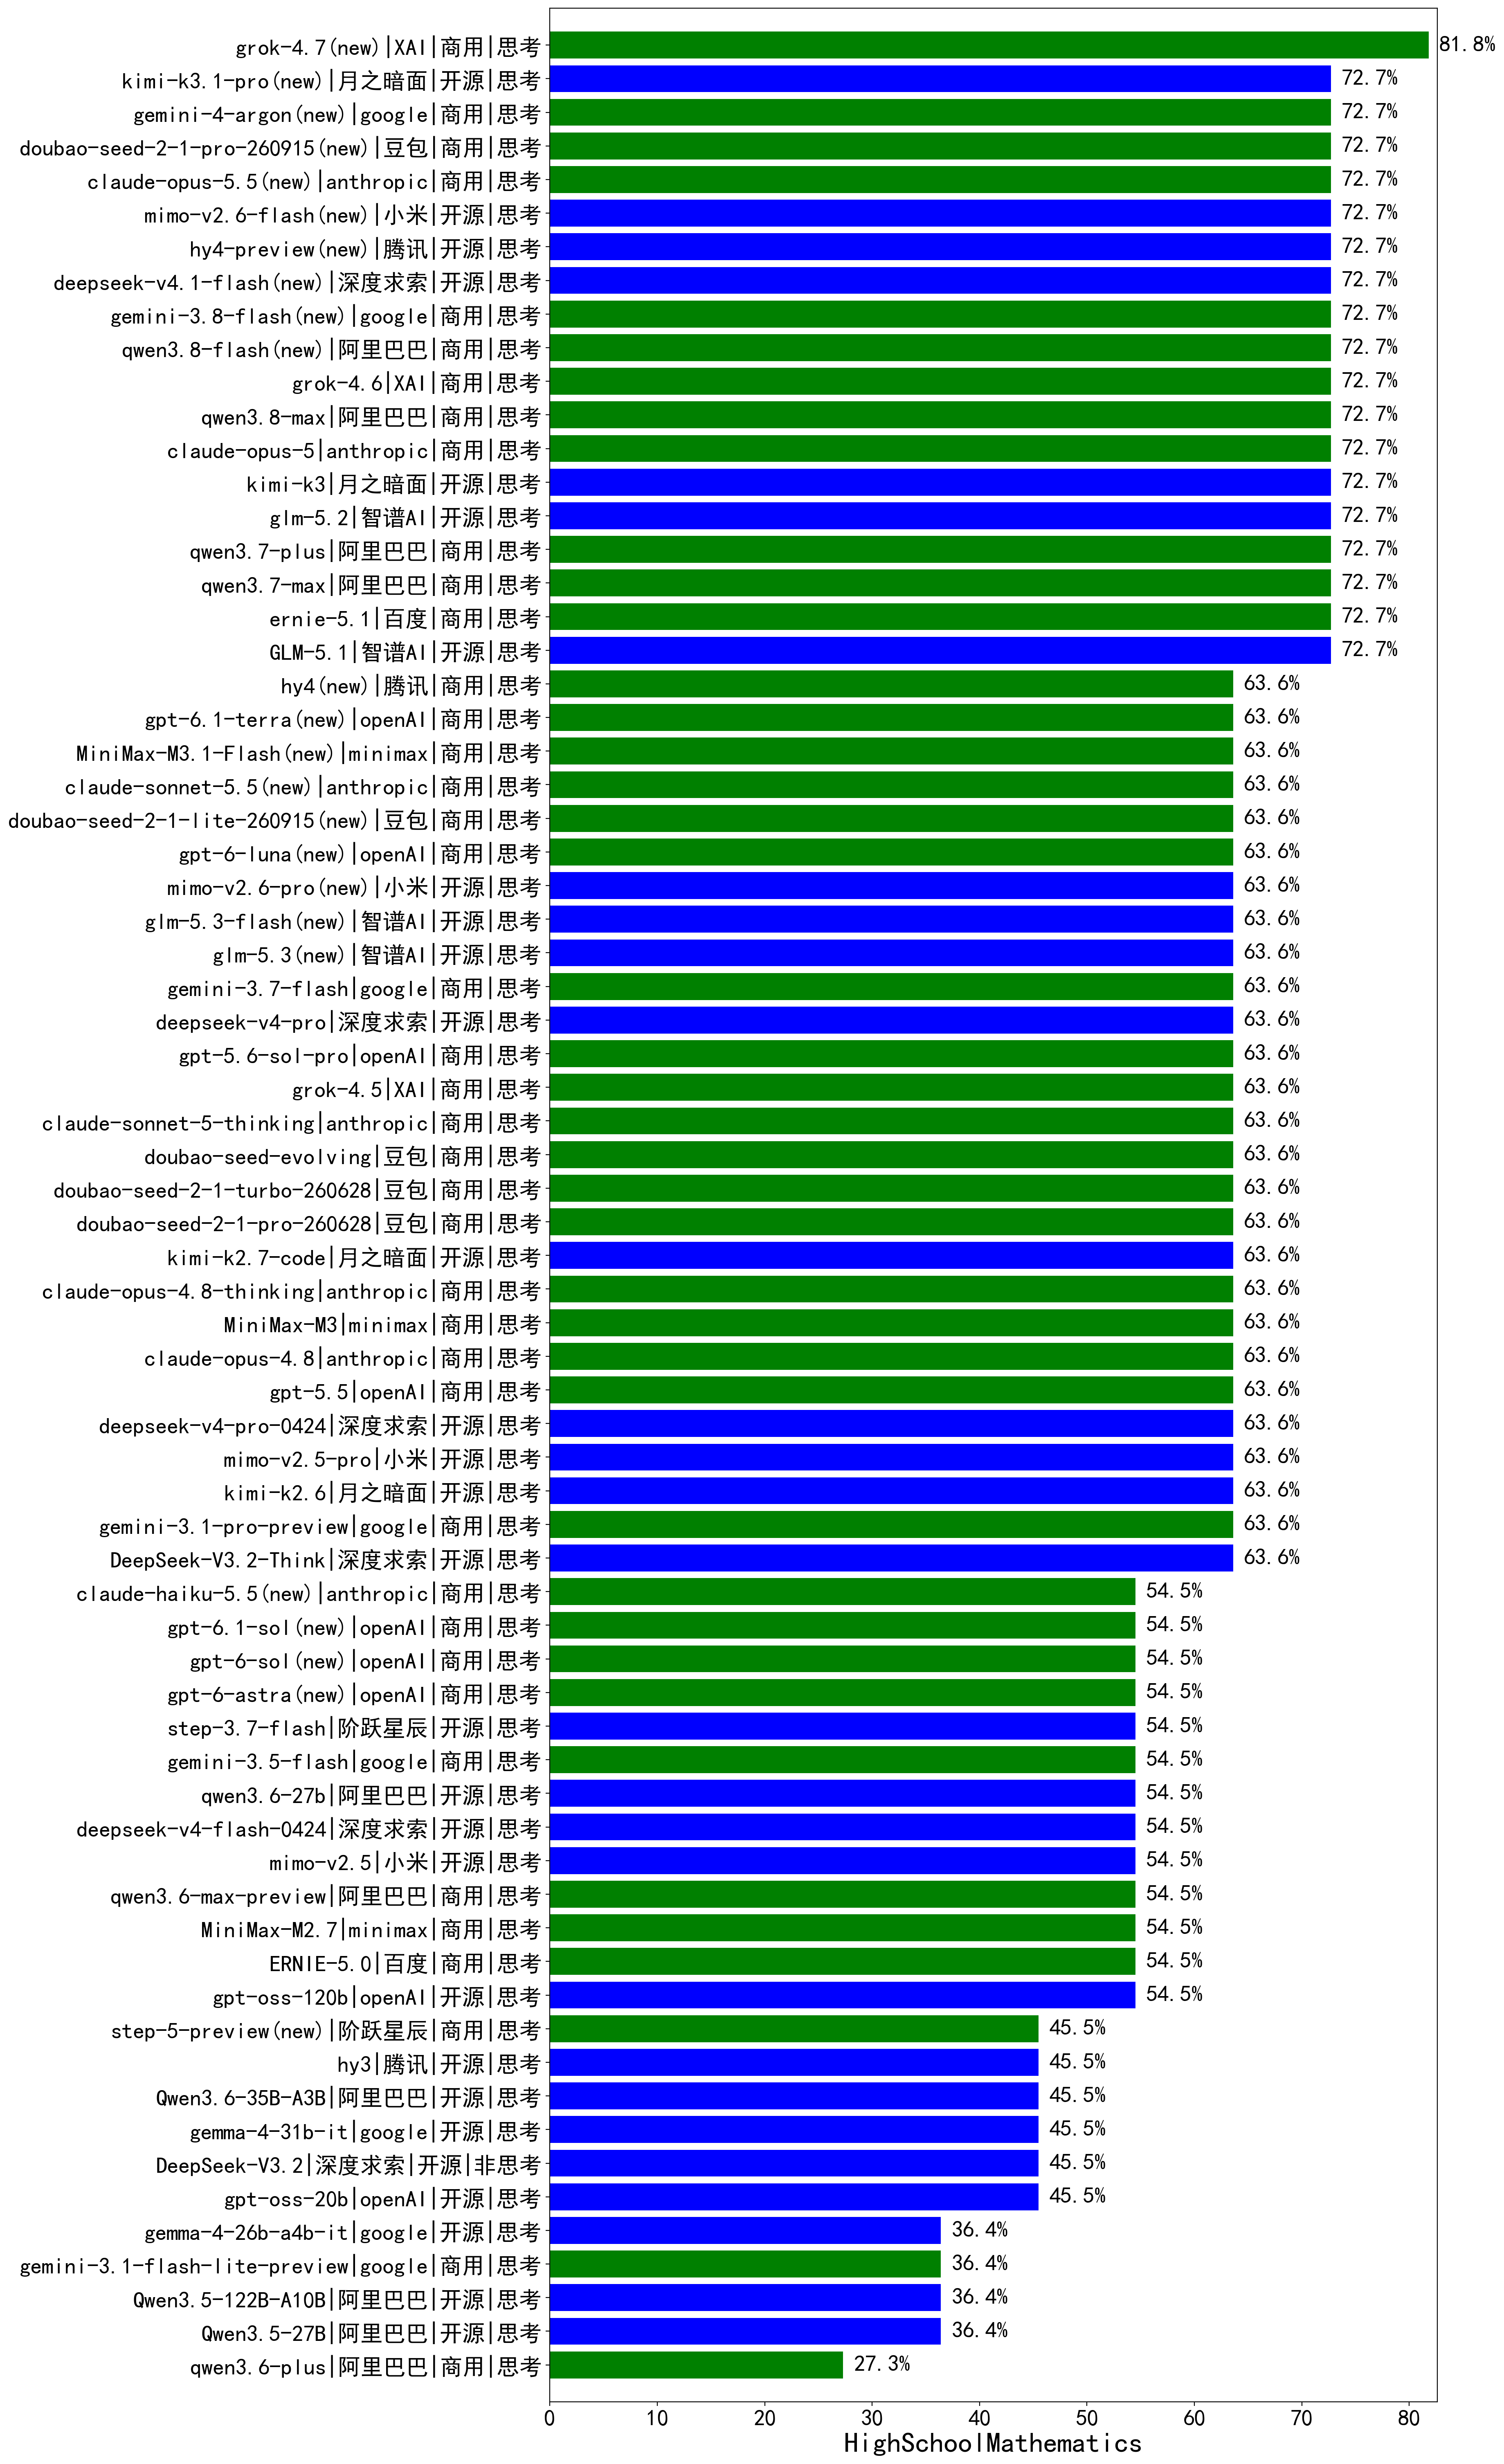 grok-4.7(new)|XAI|商用|思考 81.8%
kimi-k3.1-pro(new)|月之暗面|开源|思考 72.7%
gemini-4-argon(new)|google|商用|思考 72.7%
doubao-seed-2-1-pro-260915(new)|豆包|商用|思考 72.7%
claude-opus-5.5(new)|anthropic|商用|思考 72.7%
mimo-v2.6-flash(new)|小米|开源|思考 72.7%
hy4-preview(new)|腾讯|开源|思考 72.7%
deepseek-v4.1-flash(new)|深度求索|开源|思考 72.7%
gemini-3.8-flash(new)|google|商用|思考 72.7%
qwen3.8-flash(new)|阿里巴巴|商用|思考 72.7%
grok-4.6|XAI|商用|思考 72.7%
qwen3.8-max|阿里巴巴|商用|思考 72.7%
claude-opus-5|anthropic|商用|思考 72.7%
kimi-k3|月之暗面|开源|思考 72.7%
glm-5.2|智谱AI|开源|思考 72.7%
qwen3.7-plus|阿里巴巴|商用|思考 72.7%
qwen3.7-max|阿里巴巴|商用|思考 72.7%
ernie-5.1|百度|商用|思考 72.7%
GLM-5.1|智谱AI|开源|思考 72.7%
hy4(new)|腾讯|商用|思考 63.6%
gpt-6.1-terra(new)|openAI|商用|思考 63.6%
MiniMax-M3.1-Flash(new)|minimax|商用|思考 63.6%
claude-sonnet-5.5(new)|anthropic|商用|思考 63.6%
doubao-seed-2-1-lite-260915(new)|豆包|商用|思考 63.6%
gpt-6-luna(new)|openAI|商用|思考 63.6%
mimo-v2.6-pro(new)|小米|开源|思考 63.6%
glm-5.3-flash(new)|智谱AI|开源|思考 63.6%
glm-5.3(new)|智谱AI|开源|思考 63.6%
gemini-3.7-flash|google|商用|思考 63.6%
deepseek-v4-pro|深度求索|开源|思考 63.6%
gpt-5.6-sol-pro|openAI|商用|思考 63.6%
grok-4.5|XAI|商用|思考 63.6%
claude-sonnet-5-thinking|anthropic|商用|思考 63.6%
doubao-seed-evolving|豆包|商用|思考 63.6%
doubao-seed-2-1-turbo-260628|豆包|商用|思考 63.6%
doubao-seed-2-1-pro-260628|豆包|商用|思考 63.6%
kimi-k2.7-code|月之暗面|开源|思考 63.6%
claude-opus-4.8-thinking|anthropic|商用|思考 63.6%
MiniMax-M3|minimax|商用|思考 63.6%
claude-opus-4.8|anthropic|商用|思考 63.6%
gpt-5.5|openAI|商用|思考 63.6%
deepseek-v4-pro-0424|深度求索|开源|思考 63.6%
mimo-v2.5-pro|小米|开源|思考 63.6%
kimi-k2.6|月之暗面|开源|思考 63.6%
gemini-3.1-pro-preview|google|商用|思考 63.6%
DeepSeek-V3.2-Think|深度求索|开源|思考 63.6%
claude-haiku-5.5(new)|anthropic|商用|思考 54.5%
gpt-6.1-sol(new)|openAI|商用|思考 54.5%
gpt-6-sol(new)|openAI|商用|思考 54.5%
gpt-6-astra(new)|openAI|商用|思考 54.5%
step-3.7-flash|阶跃星辰|开源|思考 54.5%
gemini-3.5-flash|google|商用|思考 54.5%
qwen3.6-27b|阿里巴巴|开源|思考 54.5%
deepseek-v4-flash-0424|深度求索|开源|思考 54.5%
mimo-v2.5|小米|开源|思考 54.5%
qwen3.6-max-preview|阿里巴巴|商用|思考 54.5%
MiniMax-M2.7|minimax|商用|思考 54.5%
ERNIE-5.0|百度|商用|思考 54.5%
gpt-oss-120b|openAI|开源|思考 54.5%
step-5-preview(new)|阶跃星辰|商用|思考 45.5%
hy3|腾讯|开源|思考 45.5%
Qwen3.6-35B-A3B|阿里巴巴|开源|思考 45.5%
gemma-4-31b-it|google|开源|思考 45.5%
DeepSeek-V3.2|深度求索|开源|非思考 45.5%
gpt-oss-20b|openAI|开源|思考 45.5%
gemma-4-26b-a4b-it|google|开源|思考 36.4%
gemini-3.1-flash-lite-preview|google|商用|思考 36.4%
Qwen3.5-122B-A10B|阿里巴巴|开源|思考 36.4%
Qwen3.5-27B|阿里巴巴|开源|思考 36.4%
qwen3.6-plus|阿里巴巴|商用|思考 27.3%
0 10 20 30 40 50 60 70 80
HighSchoolMathematics